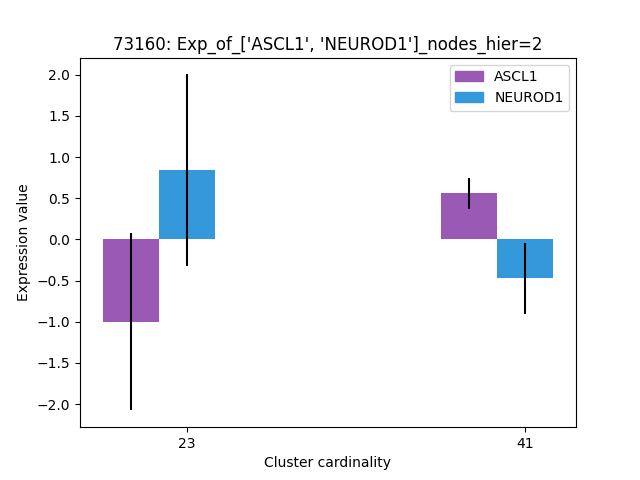 73160: Exp_of_['ASCL1', 'NEUROD1']_nodes_hier=2
ASCL1
NEUROD1
2.0
1.5
1.0
0.5
0.0
−0.5
−1.0
−1.5
−2.0
Expression value
23
41
Cluster cardinality